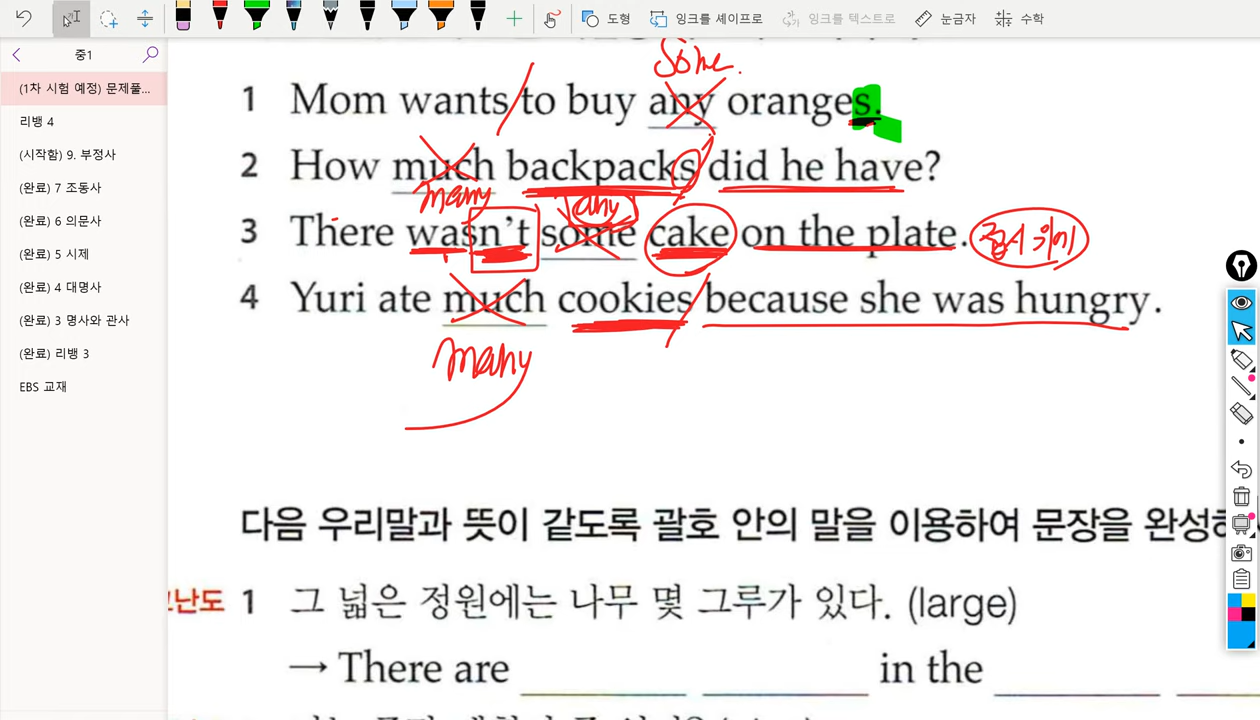 도형
잉크를 셰이프로
잉크를 텍스트로
눈금자
수학
중1
(1차 시험 예정) 문제풀...
리뱅 4
(시작함) 9. 부정사
(완료) 7 조동사
(완료) 6 의문사
(완료) 5 시제
(완료) 4 대명사
(완료) 3 명사와 관사
(완료) 리뱅 3
EBS 교재
some.
1 Mom wants to buy any oranges.
2 How much backpacks did he have?
many
any
3 There wasn't some cake on the plate. 접시 위에
4 Yuri ate much cookies because she was hungry.
many
다음 우리말과 뜻이 같도록 괄호 안의 말을 이용하여 문장을 완성하
난도 1 그 넓은 정원에는 나무 몇 그루가 있다. (large)
→ There are in the